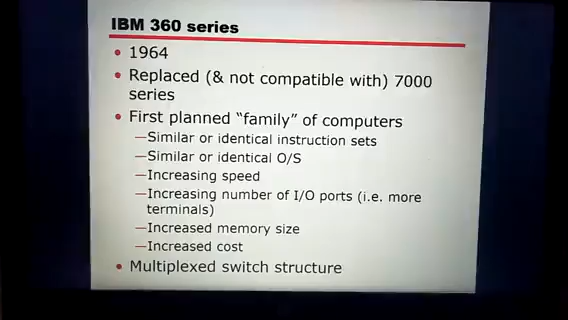 IBM 360 series
• 1964
• Replaced (& not compatible with) 7000
series
• First planned “family” of computers
—Similar or identical instruction sets
—Similar or identical O/S
—Increasing speed
—Increasing number of I/O ports (i.e. more
terminals)
—Increased memory size
—Increased cost
• Multiplexed switch structure